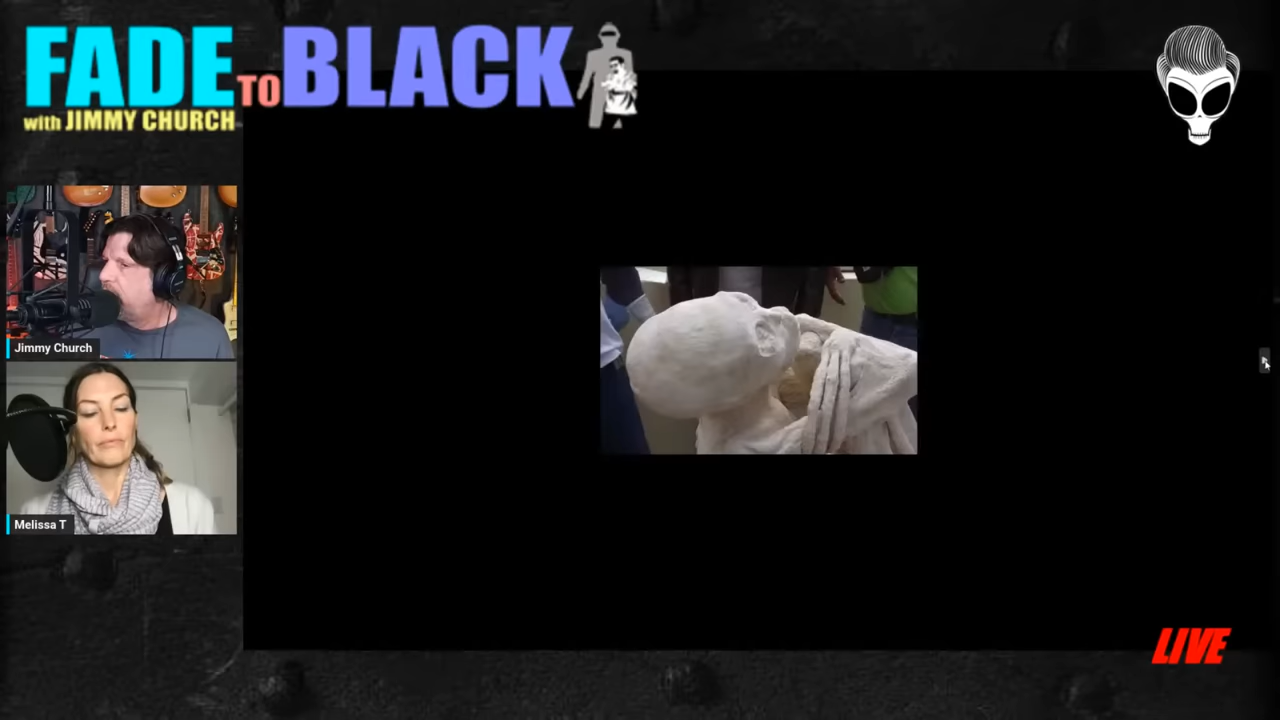 FADE TO BLACK
with JIMMY CHURCH
Jimmy Church
Melissa T
LIVE